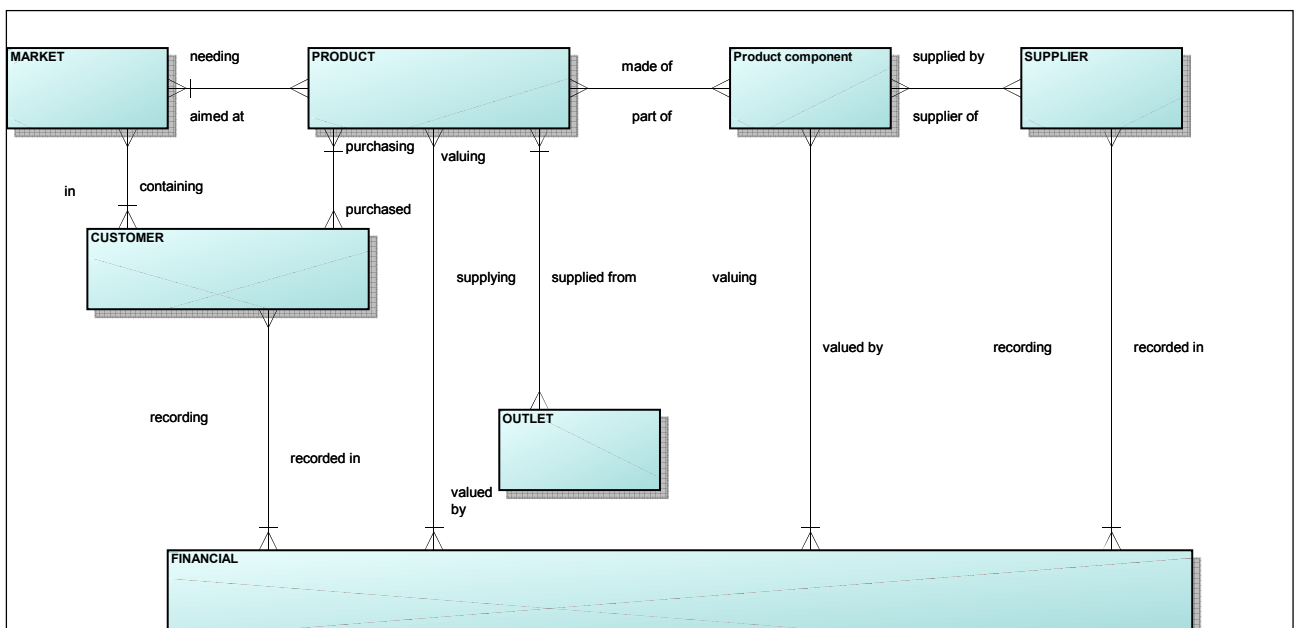 MARKET
needing
PRODUCT
made of
Product component
supplied by
SUPPLIER
aimed at
part of
supplier of
purchasing
valuing
in
containing
purchased
CUSTOMER
supplying
supplied from
valuing
valued by
recording
recorded in
recording
OUTLET
recorded in
valued
by
FINANCIAL